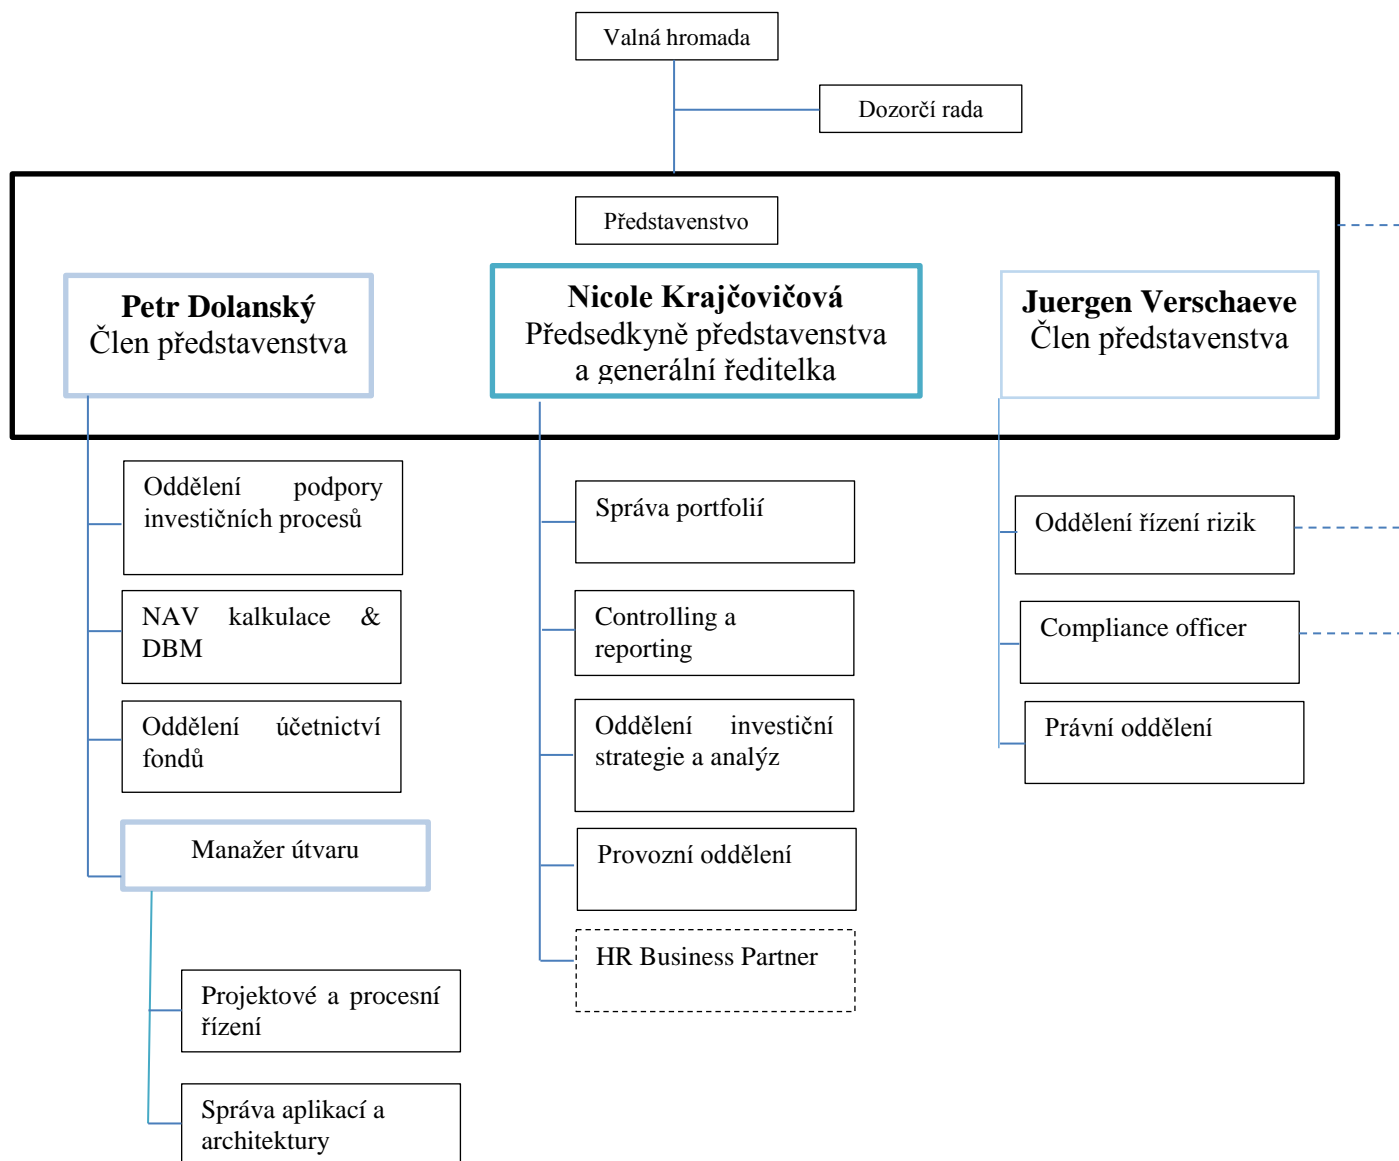 Valná hromada
Dozorčí rada
Představenstvo
Petr Dolanský
Člen představenstva
Nicole Krajčovičová
Předsedkyně představenstva
a generální ředitelka
Juergen Verschaeve
Člen představenstva
Oddělení podpory
investičních procesů
NAV kalkulace &
DBM
Oddělení účetnictví
fondů
Manažer útvaru
Projektové a procesní
řízení
Správa aplikací a
architektury
Správa portfolií
Controlling a
reporting
Oddělení investiční
strategie a analýz
Provozní oddělení
HR Business Partner
Oddělení řízení rizik
Compliance officer
Právní oddělení